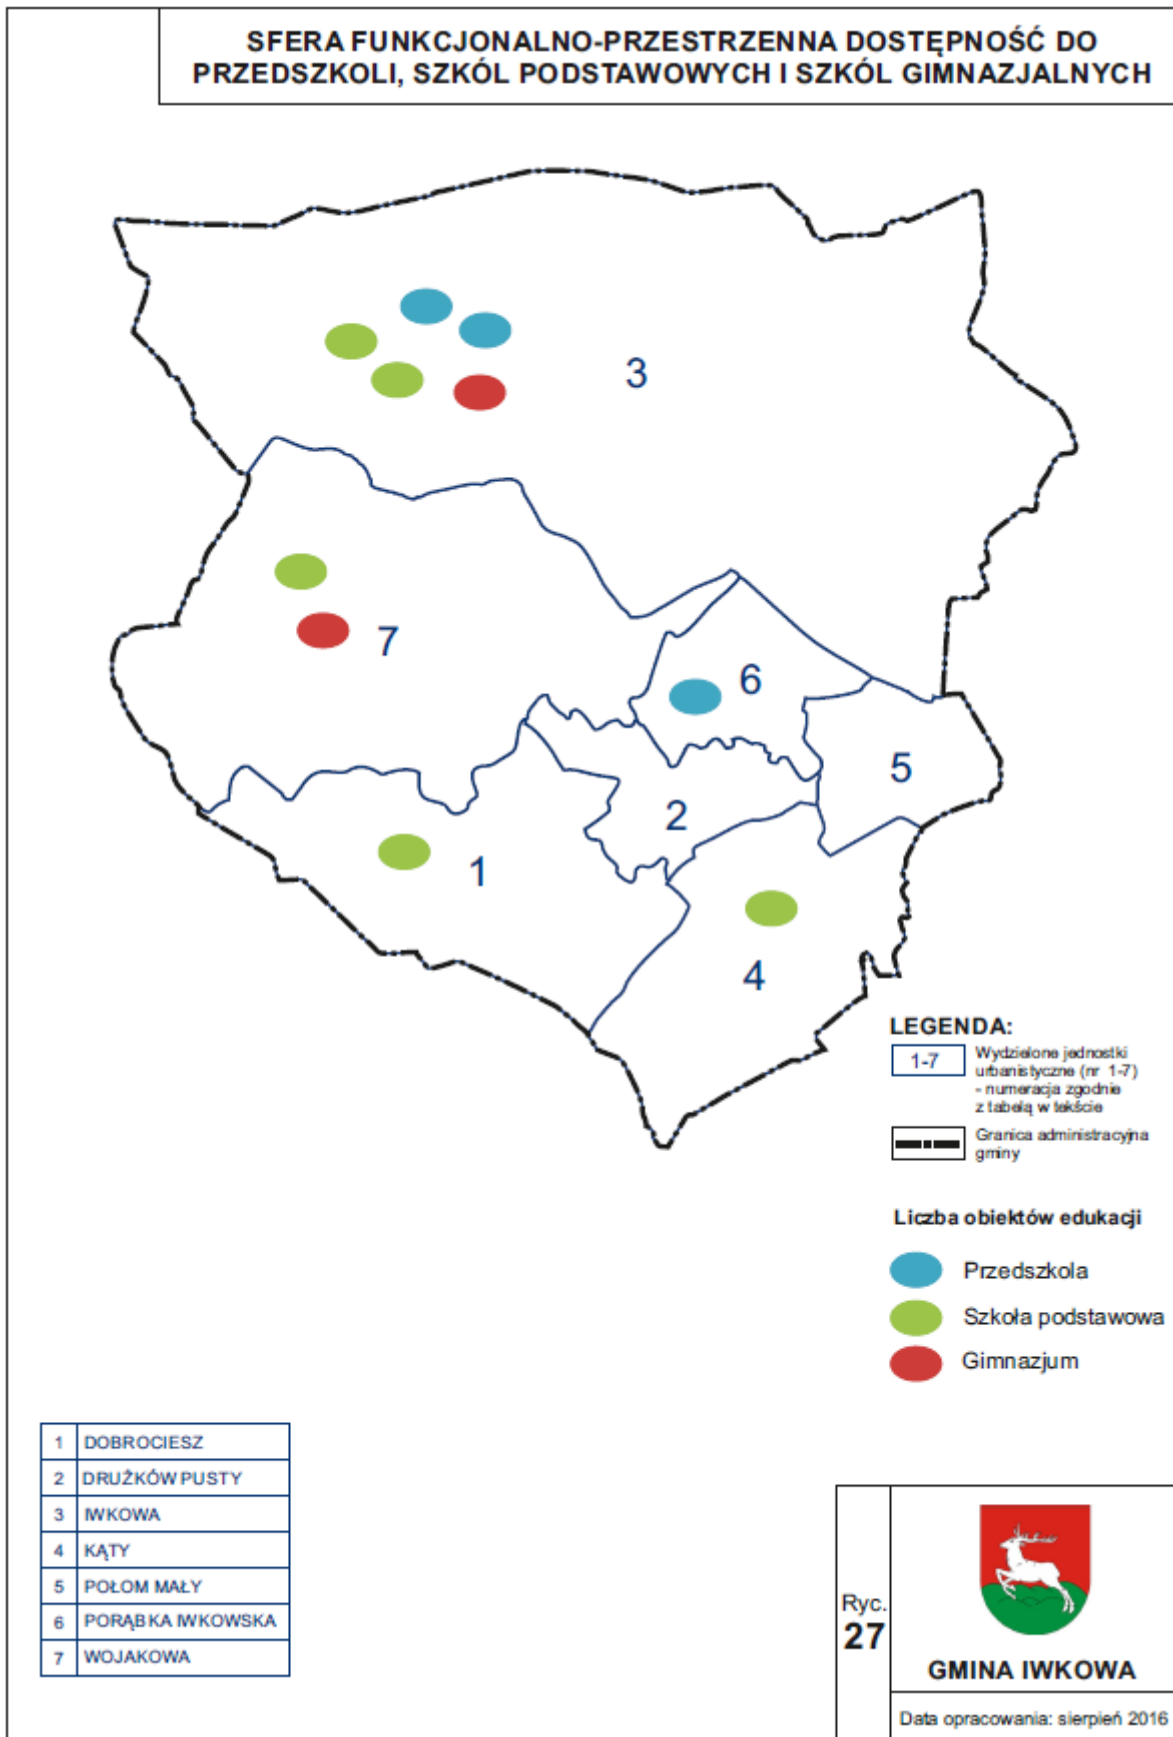 SFERA FUNKCJONALNO-PRZESTRZENNA DOSTĘPNOŚĆ DO
PRZEDSZKOLI, SZKÓL PODSTAWOWYCH I SZKÓL GIMNAZJALNYCH
3
7
6
5
2
1
4
LEGENDA:
1-7
Wydzielone jednostki
urbanistyczne (nr 1-7)
- numeracja zgodnie
z tabelą w tekście
Granica administracyjna
gminy
Liczba obiektów edukacji
Przedszkola
Szkoła podstawowa
Gimnazjum
1 DOBROCIESZ
2 DRUŻKÓW PUSTY
3 IWKOWA
4 KĄTY
5 POŁOM MAŁY
6 PORĄBKA IWKOWSKA
7 WOJAKOWA
Ryc.
27
GMINA IWKOWA
Data opracowania: sierpień 2016